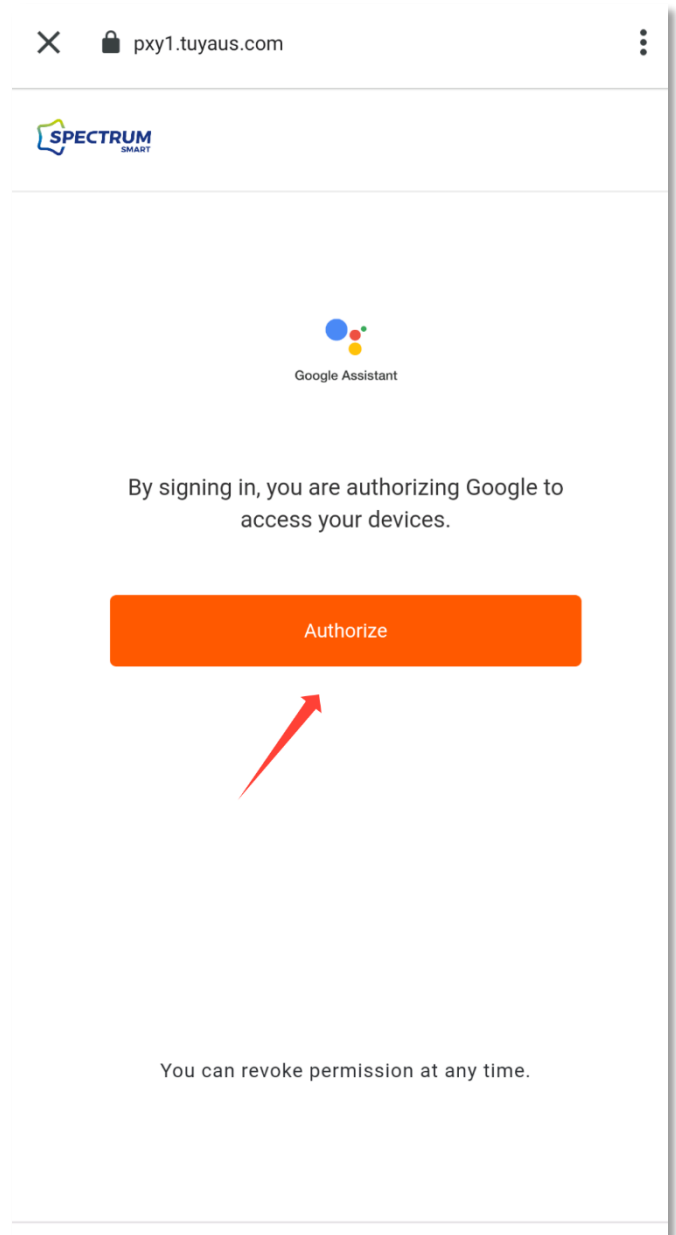 pxy1.tuyaus.com
SPECTRUM
SMART
Google Assistant
By signing in, you are authorizing Google to
access your devices.
Authorize
You can revoke permission at any time.